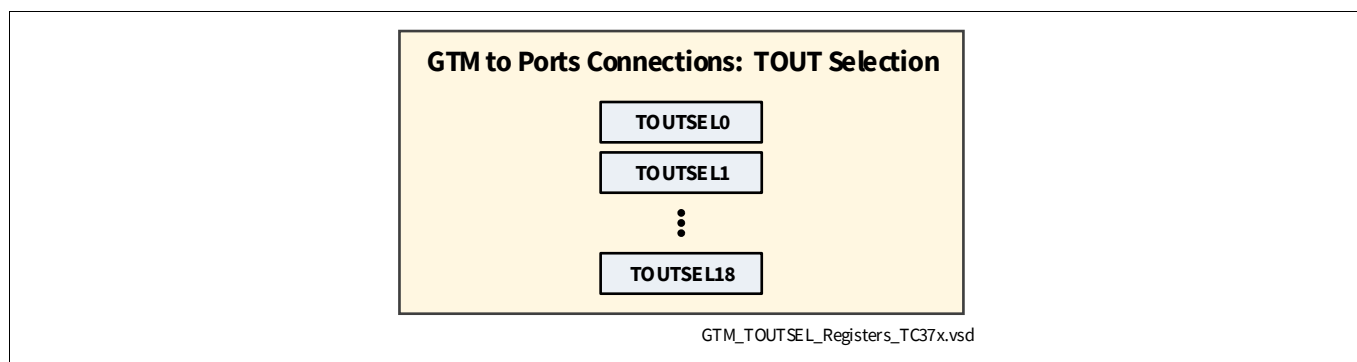 GTM to Ports Connections: TOUT Selection
TOUTSEL0
TOUTSEL1
TOUTSEL18
GTM_TOUTSEL_Registers_TC37x.vsd